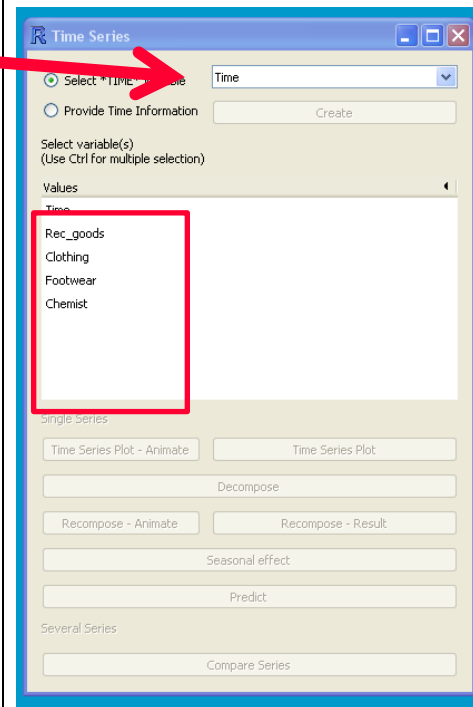 Time Series
Select *TIME* Variable
Time
Provide Time Information
Create
Select variable(s)
(Use Ctrl for multiple selection)
Values
Time
Rec_goods
Clothing
Footwear
Chemist
Single Series
Time Series Plot - Animate
Time Series Plot
Decompose
Recompose - Animate
Recompose - Result
Seasonal effect
Predict
Several Series
Compare Series